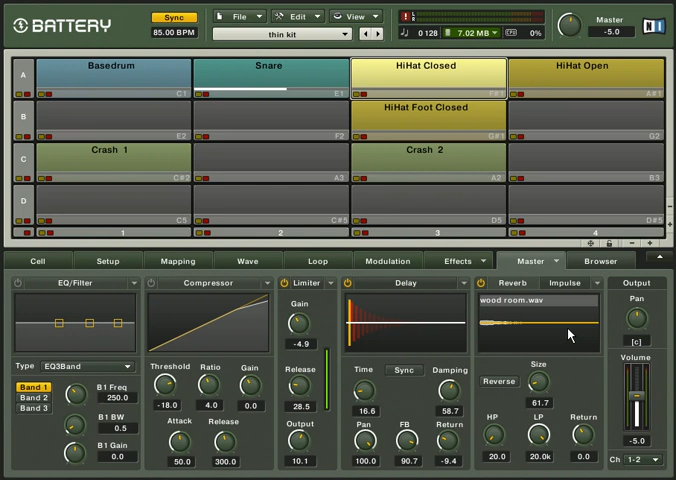 BATTERY
Sync
File
Edit
View
L
R
Master
85.00 BPM
thin kit
0 128
7.02 MB
CPU
0%
-5.0
A
Basedrum
Snare
HiHat Closed
HiHat Open
C1
E1
F#1
A#1
B
HiHat Foot Closed
E2
F2
G#1
G2
C
Crash 1
Crash 2
C#2
A3
A2
B3
D
C5
C#5
D5
D#5
1
2
3
4
Cell
Setup
Mapping
Wave
Loop
Modulation
Effects
Master
Browser
EQ/Filter
Compressor
Limiter
Delay
Reverb
Impulse
Output
wood room.wav
Gain
-4.9
Pan
[c]
Type
EQ3Band
Threshold
Ratio
Gain
Release
Time
Sync
Damping
Size
Volume
Band 1
Band 2
Band 3
B1 Freq
250.0
-18.0
4.0
0.0
28.5
16.6
58.7
Reverse
61.7
B1 BW
0.5
Attack
Release
Output
Pan
FB
Return
HP
LP
Return
B1 Gain
0.0
50.0
300.0
10.1
100.0
90.7
-9.4
20.0
20.0k
0.0
-5.0
Ch
1-2